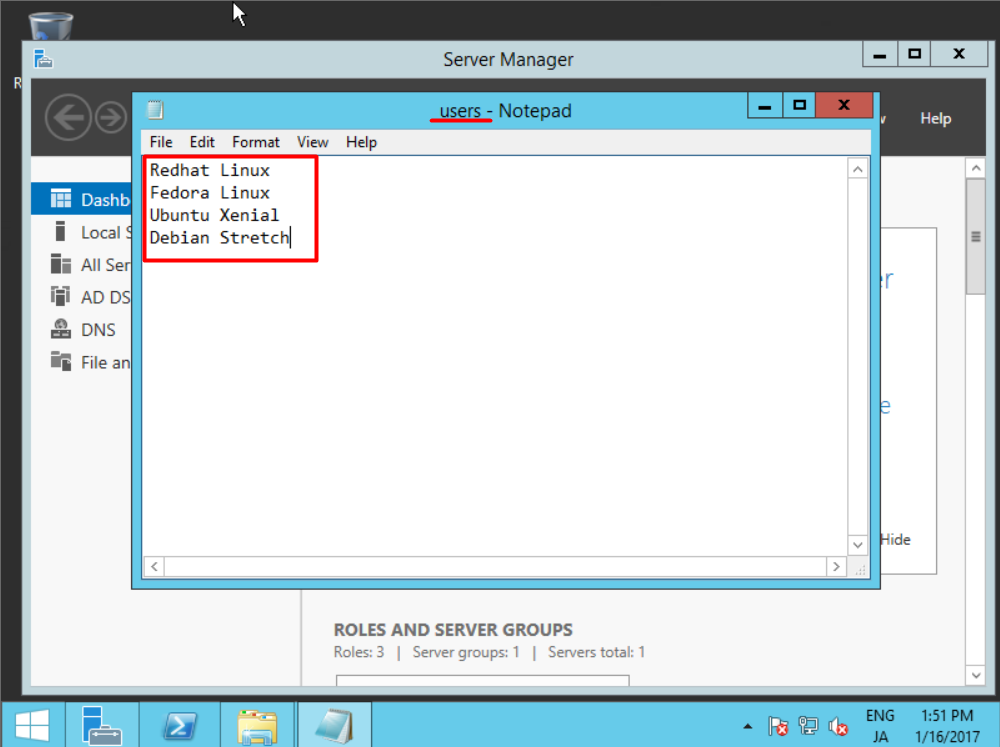 Server Manager
users - Notepad
Help
File Edit Format View Help
Redhat Linux
Fedora Linux
Ubuntu Xenial
Debian Stretch
Dashb
Local S
All Ser
AD DS
DNS
File an
Hide
ROLES AND SERVER GROUPS
Roles: 3 | Server groups: 1 | Servers total: 1
ENG 1:51 PM
JA 1/16/2017